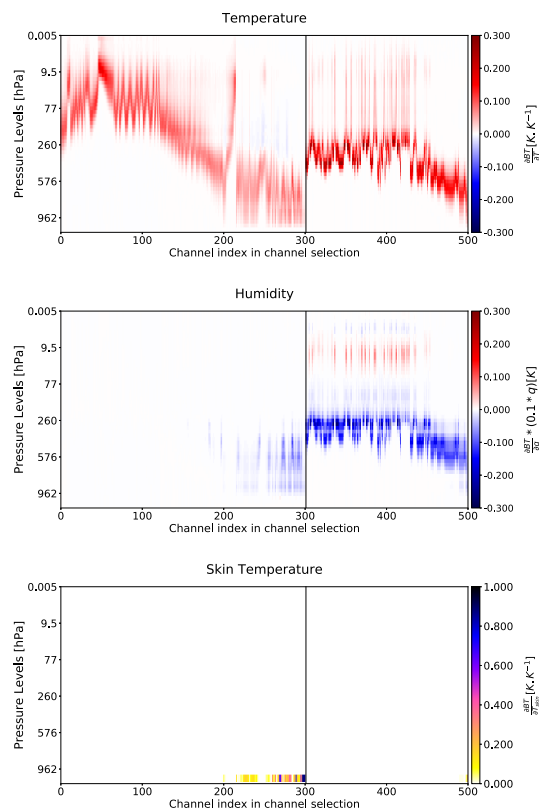 Temperature
Pressure Levels [hPa]
0.005
9.5
77
260
576
962
0 100 200 300 400 500
Channel index in channel selection
0.300
0.200
0.100
0.000
-0.100
-0.200
-0.300
∂BT/∂T [K.K⁻¹]
Humidity
Pressure Levels [hPa]
0.005
9.5
77
260
576
962
0 100 200 300 400 500
Channel index in channel selection
0.300
0.200
0.100
0.000
-0.100
-0.200
-0.300
∂BT/∂q * (0.1 * q)[K]
Skin Temperature
Pressure Levels [hPa]
0.005
9.5
77
260
576
962
0 100 200 300 400 500
Channel index in channel selection
1.000
0.800
0.600
0.400
0.200
0.000
∂BT/∂T_skin [K.K⁻¹]